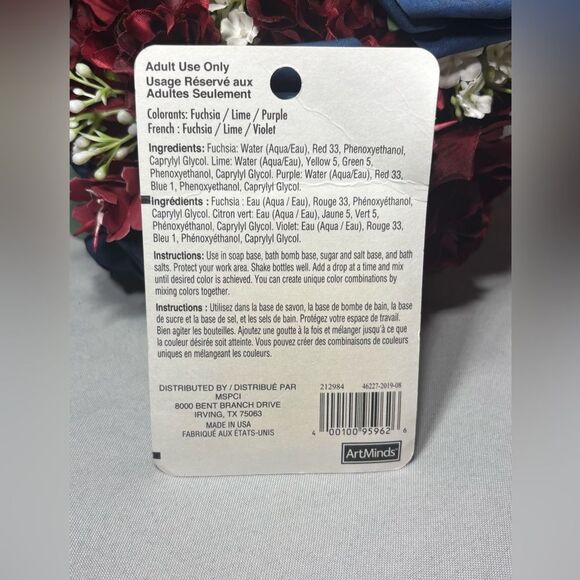 Adult Use Only
Usage Réservé aux
Adultes Seulement
Colorants: Fuchsia / Lime / Purple
French : Fuchsia / Lime / Violet
Ingredients: Fuchsia: Water (Aqua/Eau), Red 33, Phenoxyethanol,
Caprylyl Glycol. Lime: Water (Aqua/Eau), Yellow 5, Green 5,
Phenoxyethanol, Caprylyl Glycol. Purple: Water (Aqua/Eau), Red 33,
Blue 1, Phenoxyethanol, Caprylyl Glycol.
Ingrédients : Fuchsia : Eau (Aqua / Eau), Rouge 33, Phénoxyéthanol,
Caprylyl Glycol. Citron vert: Eau (Aqua / Eau), Jaune 5, Vert 5,
Phénoxyéthanol, Caprylyl Glycol. Violet: Eau (Aqua / Eau), Rouge 33,
Bleu 1, Phénoxyéthanol, Caprylyl Glycol.
Instructions: Use in soap base, bath bomb base, sugar and salt base, and bath
salts. Protect your work area. Shake bottles well. Add a drop at a time and mix
until desired color is achieved. You can create unique color combinations by
mixing colors together.
Instructions : Utilisez dans la base de savon, la base de bombe de bain, la base
de sucre et la base de sel, et les sels de bain. Protégez votre espace de travail.
Bien agiter les bouteilles. Ajoutez une goutte à la fois et mélanger jusqu'à ce que
la couleur désirée soit atteinte. Vous pouvez créer des combinaisons de couleurs
uniques en mélangeant les couleurs.
DISTRIBUTED BY / DISTRIBUÉ PAR
MSPCI
8000 BENT BRANCH DRIVE
IRVING, TX 75063
MADE IN USA
FABRIQUÉ AUX ÉTATS-UNIS
212984 46227-2019-08
4 00100 95962 6
ArtMinds